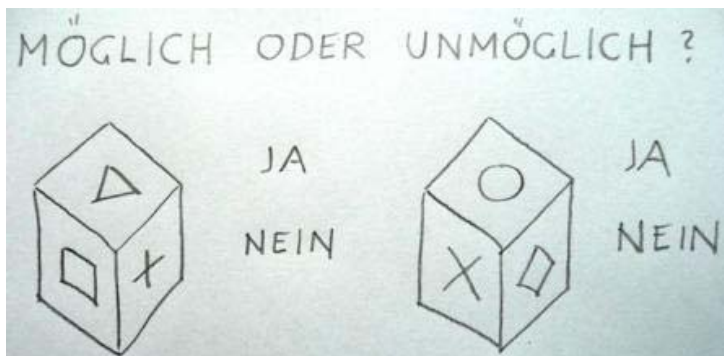 MÖGLICH ODER UNMÖGLICH ?
JA
NEIN
JA
NEIN